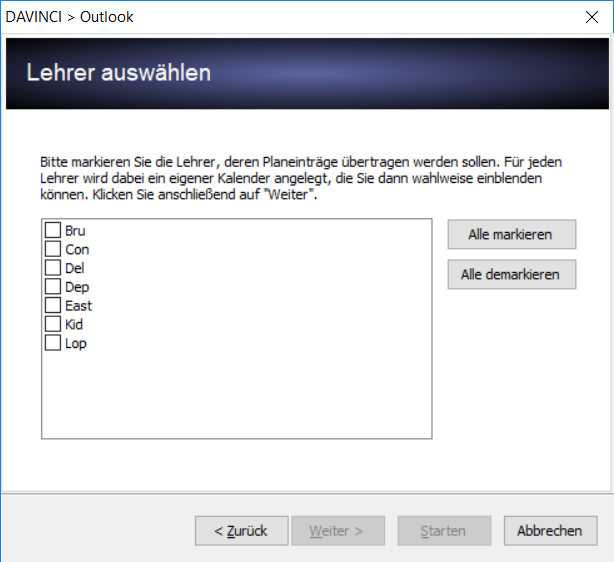 DAVINCI > Outlook
Lehrer auswählen
Bitte markieren Sie die Lehrer, deren Planeinträge übertragen werden sollen. Für jeden
Lehrer wird dabei ein eigener Kalender angelegt, die Sie dann wahlweise einblenden
können. Klicken Sie anschließend auf "Weiter".
Bru
Con
Del
Dep
East
Kid
Lop
Alle markieren
Alle demarkieren
< Zurück
Weiter >
Starten
Abbrechen